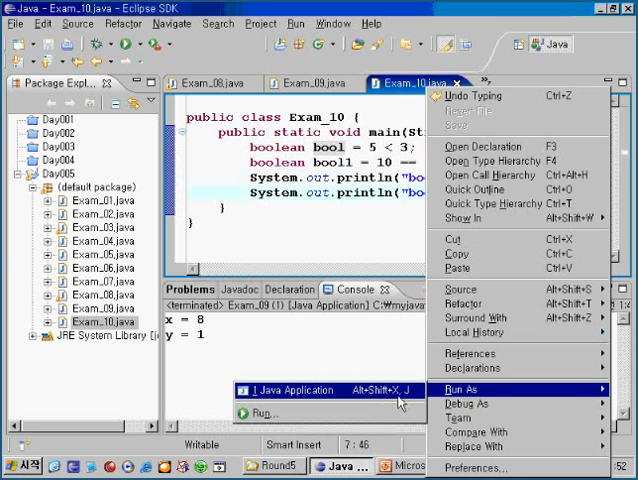 Exam_10.java - Eclipse SDK
File Edit Source Refactor Navigate Search Project Run Window Help
Java
Package Expl...
Exam_08.java
Exam_09.java
Exam_10.java
Day001
Day002
Day003
Day004
Day005
(default package)
Exam_01.java
Exam_02.java
Exam_03.java
Exam_04.java
Exam_05.java
Exam_06.java
Exam_07.java
Exam_08.java
Exam_09.java
Exam_10.java
JRE System Library [
public class Exam_10 {
public static void main(St
boolean bool = 5 < 3;
boolean bool1 = 10 ==
System.out.println("bo
System.out.println("bo
}
}
Problems Javadoc Declaration Console
<terminated> Exam_09 (1) [Java Application] C:\myjava
x = 8
y = 1
Undo Typing Ctrl+Z
Revert File
Save
Open Declaration F3
Open Type Hierarchy F4
Open Call Hierarchy Ctrl+Alt+H
Quick Outline Ctrl+O
Quick Type Hierarchy Ctrl+T
Show In Alt+Shift+W
Cut Ctrl+X
Copy Ctrl+C
Paste Ctrl+V
Source Alt+Shift+S
Refactor Alt+Shift+T
Surround With Alt+Shift+Z
Local History
References
Declarations
Run As
Debug As
Team
Compare With
Replace With
Preferences...
1 Java Application Alt+Shift+X, J
Run...
Writable Smart Insert 7 : 46
시작
Round5
Java ...
Micros
:52